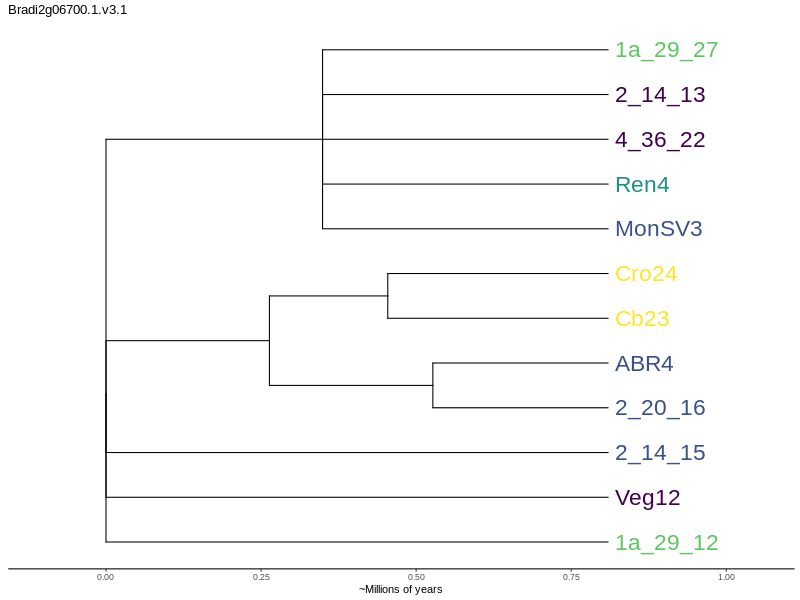 Bradi2g06700.1.v3.1
1a_29_27
2_14_13
4_36_22
Ren4
MonSV3
Cro24
Cb23
ABR4
2_20_16
2_14_15
Veg12
1a_29_12
0.00 0.25 0.50 0.75 1.00
~Millions of years